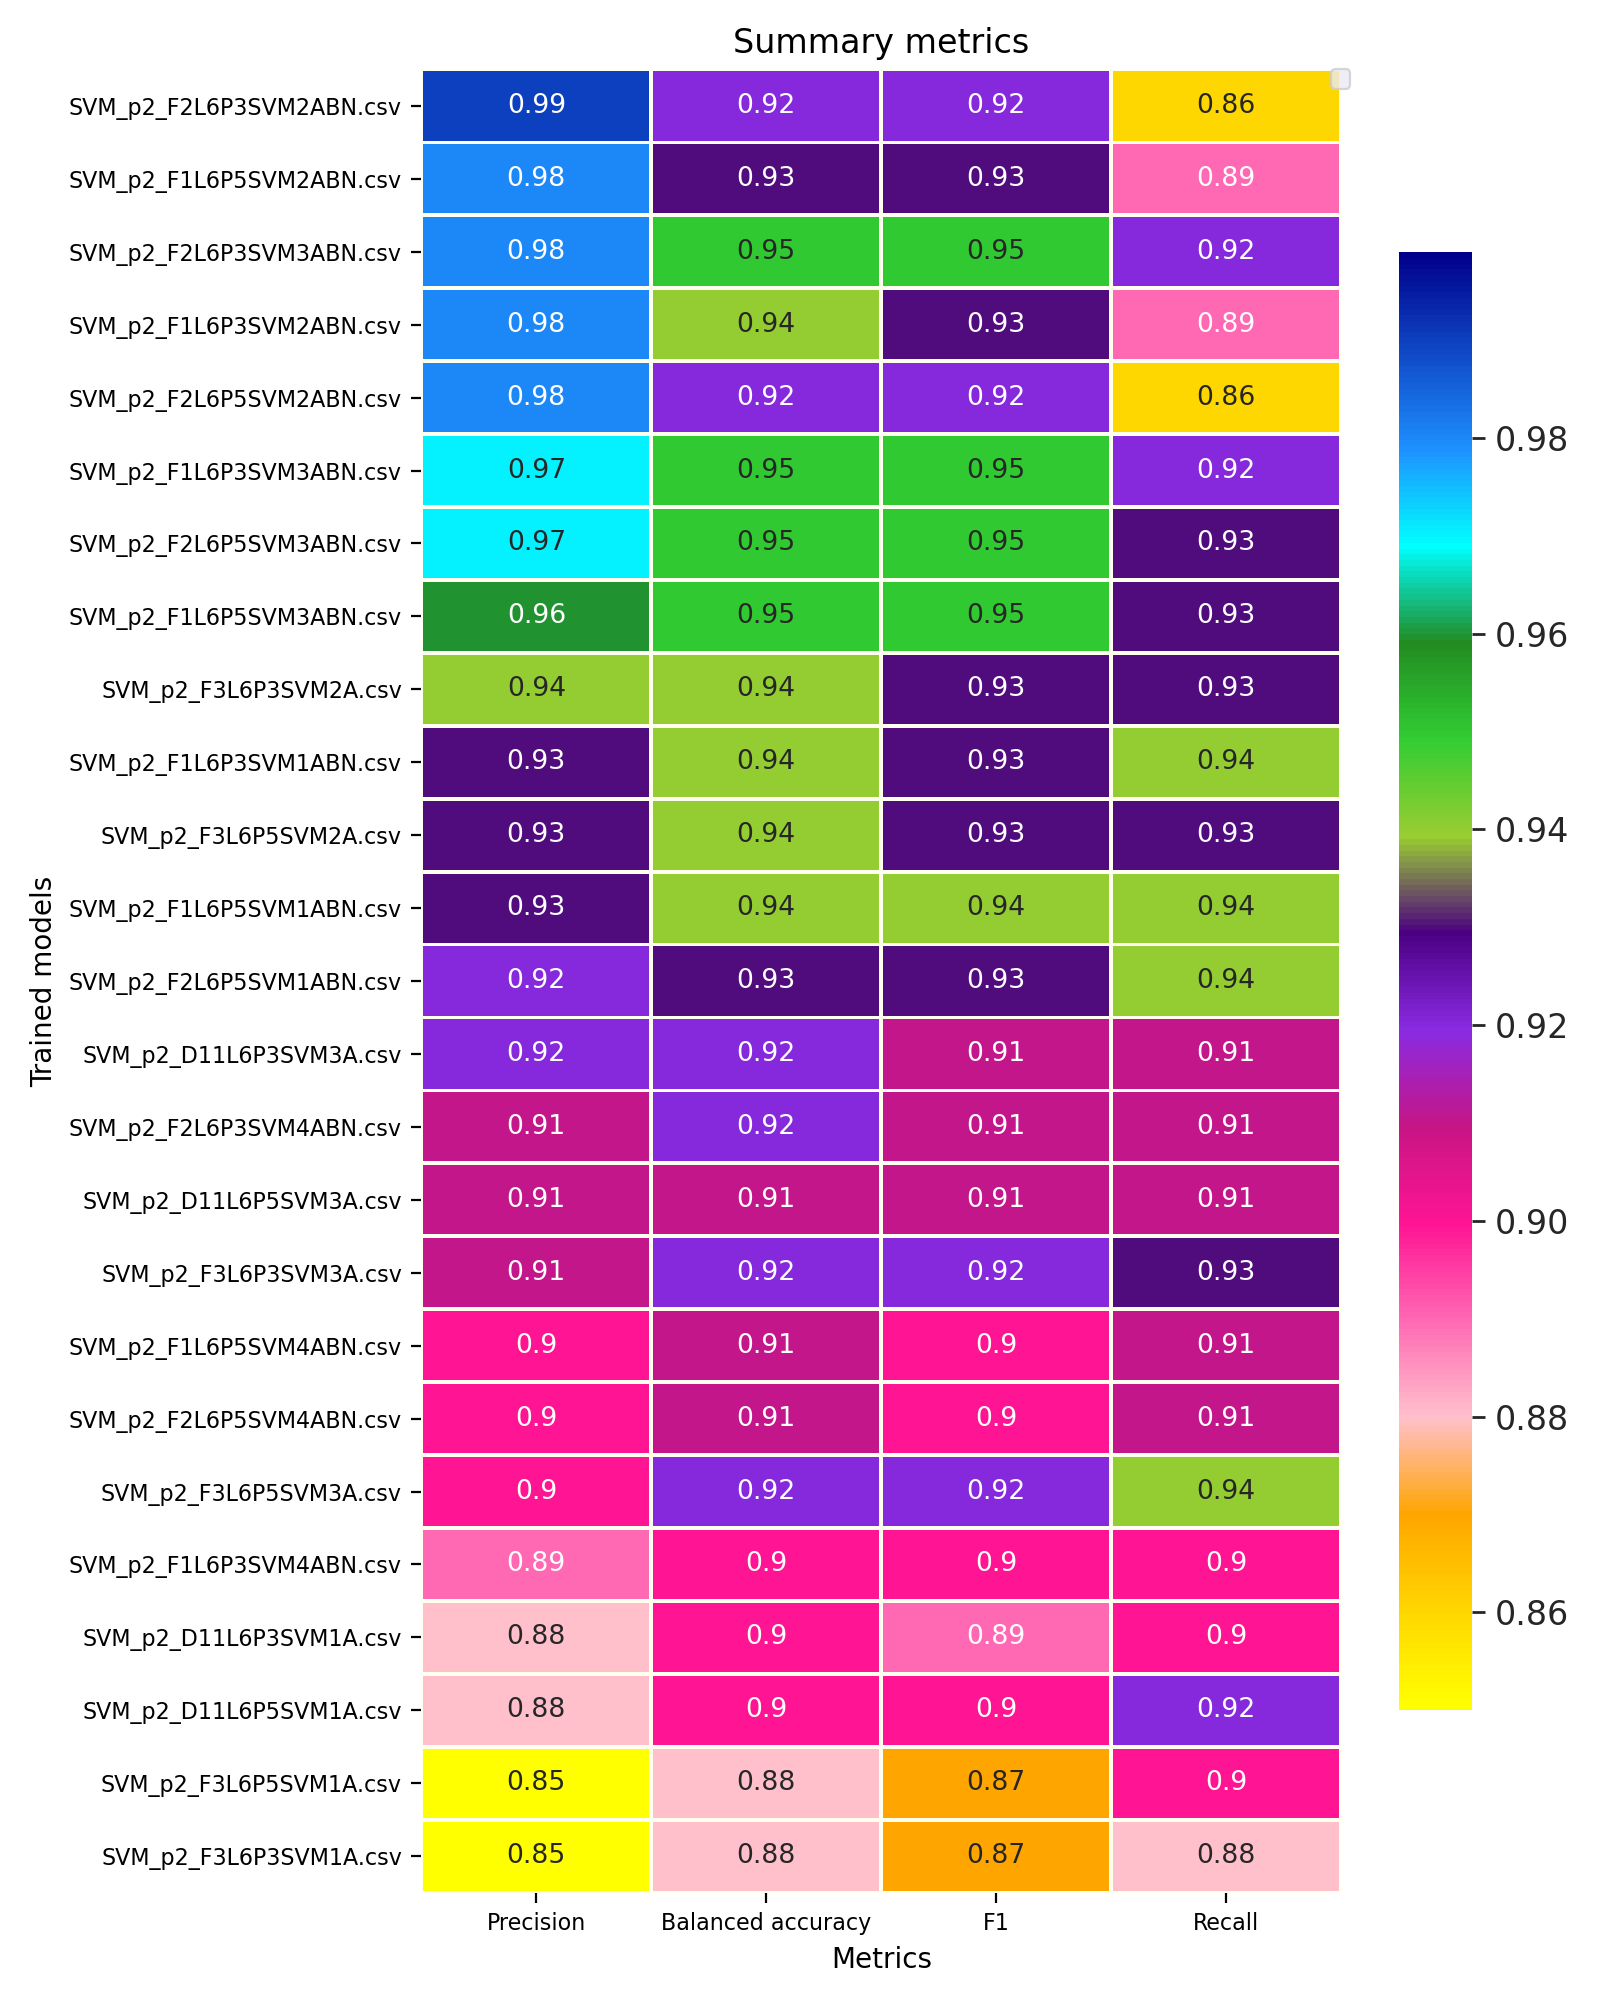 Summary metrics
SVM_p2_F2L6P3SVM2ABN.csv 0.99 0.92 0.92 0.86
SVM_p2_F1L6P5SVM2ABN.csv 0.98 0.93 0.93 0.89
SVM_p2_F2L6P3SVM3ABN.csv 0.98 0.95 0.95 0.92
SVM_p2_F1L6P3SVM2ABN.csv 0.98 0.94 0.93 0.89
SVM_p2_F2L6P5SVM2ABN.csv 0.98 0.92 0.92 0.86
SVM_p2_F1L6P3SVM3ABN.csv 0.97 0.95 0.95 0.92
SVM_p2_F2L6P5SVM3ABN.csv 0.97 0.95 0.95 0.93
SVM_p2_F1L6P5SVM3ABN.csv 0.96 0.95 0.95 0.93
SVM_p2_F3L6P3SVM2A.csv 0.94 0.94 0.93 0.93
SVM_p2_F1L6P3SVM1ABN.csv 0.93 0.94 0.93 0.94
SVM_p2_F3L6P5SVM2A.csv 0.93 0.94 0.93 0.93
SVM_p2_F1L6P5SVM1ABN.csv 0.93 0.94 0.94 0.94
SVM_p2_F2L6P5SVM1ABN.csv 0.92 0.93 0.93 0.94
SVM_p2_D11L6P3SVM3A.csv 0.92 0.92 0.91 0.91
SVM_p2_F2L6P3SVM4ABN.csv 0.91 0.92 0.91 0.91
SVM_p2_D11L6P5SVM3A.csv 0.91 0.91 0.91 0.91
SVM_p2_F3L6P3SVM3A.csv 0.91 0.92 0.92 0.93
SVM_p2_F1L6P5SVM4ABN.csv 0.9 0.91 0.9 0.91
SVM_p2_F2L6P5SVM4ABN.csv 0.9 0.91 0.9 0.91
SVM_p2_F3L6P5SVM3A.csv 0.9 0.92 0.92 0.94
SVM_p2_F1L6P3SVM4ABN.csv 0.89 0.9 0.9 0.9
SVM_p2_D11L6P3SVM1A.csv 0.88 0.9 0.89 0.9
SVM_p2_D11L6P5SVM1A.csv 0.88 0.9 0.9 0.92
SVM_p2_F3L6P5SVM1A.csv 0.85 0.88 0.87 0.9
SVM_p2_F3L6P3SVM1A.csv 0.85 0.88 0.87 0.88
Precision Balanced accuracy F1 Recall
Metrics
Trained models
0.98
0.96
0.94
0.92
0.90
0.88
0.86